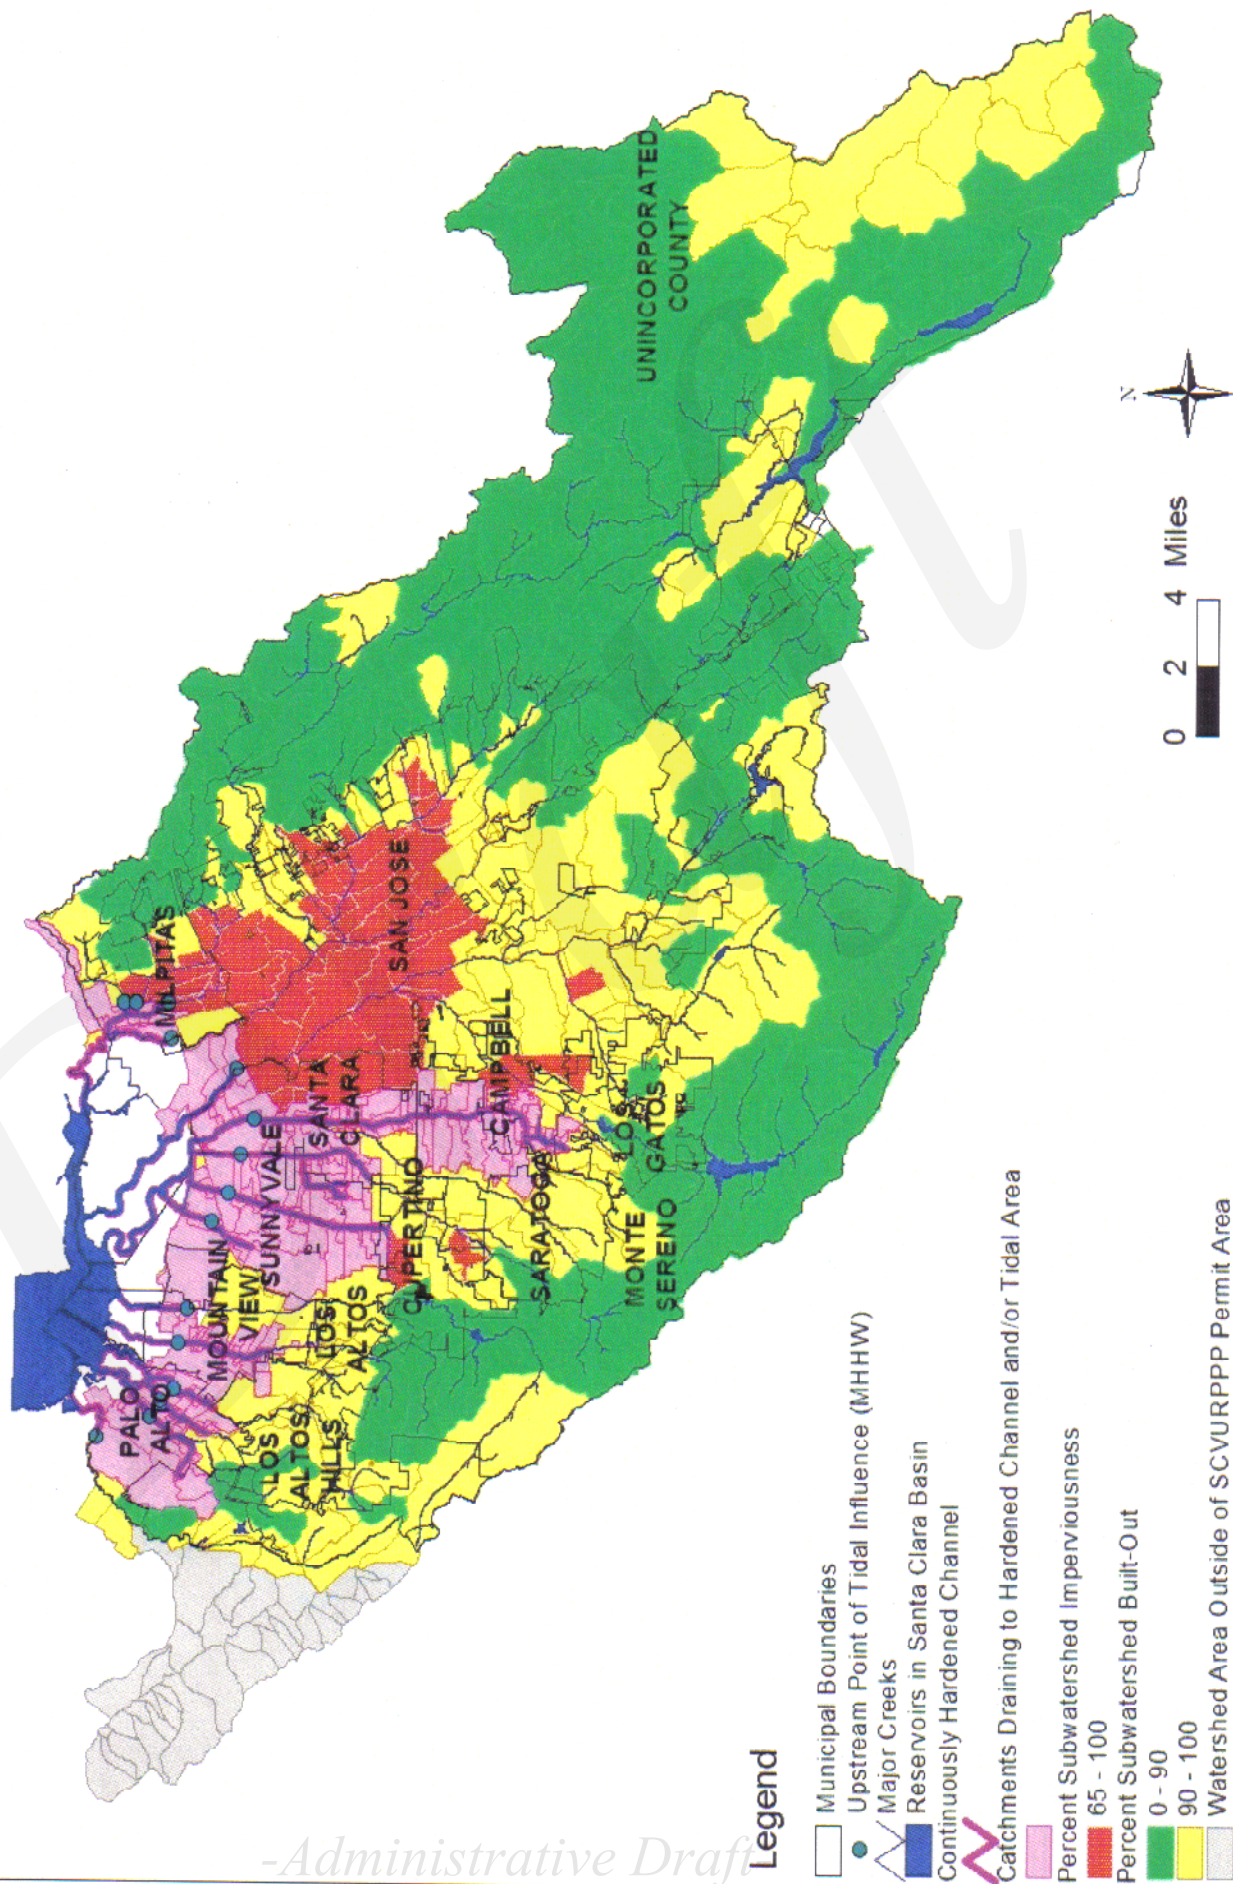 UNINCORPORATED
COUNTY
MILPITAS
SAN JOSE
SANTA
CLARA
CAMPBELL
SUNNYVALE
CUPERTINO
LOS
GATOS
SARATOGA
MONTE
SERENO
MOUNTAIN
VIEW
LOS
ALTOS
PALO
ALTO
LOS
ALTOS
HILLS
N
0 2 4 Miles
Legend
Municipal Boundaries
Upstream Point of Tidal Influence (MHHW)
Major Creeks
Reservoirs in Santa Clara Basin
Continuously Hardened Channel
Catchments Draining to Hardened Channel and/or Tidal Area
Percent Subwatershed Imperviousness
65 - 100
Percent Subwatershed Built-Out
0 - 90
90 - 100
Watershed Area Outside of SCVURPPP Permit Area
-Administrative Draft